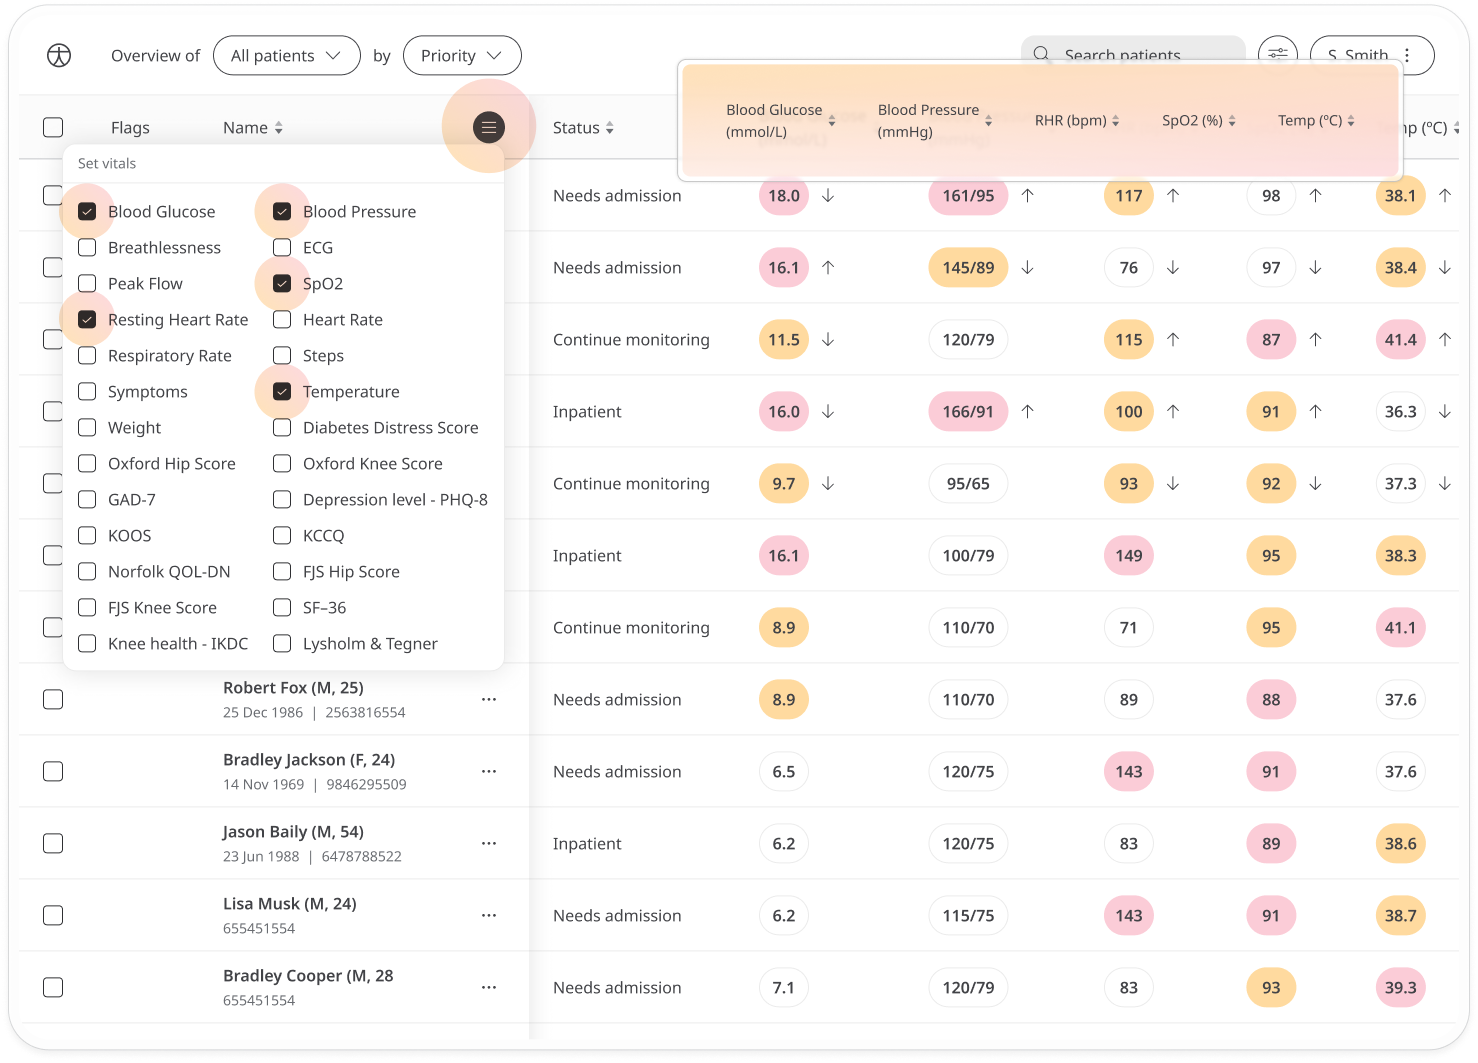 Overview of All patients by Priority Search patients S. Smith
Flags Name Status
Blood Glucose (mmol/L) Blood Pressure (mmHg) RHR (bpm) SpO2 (%) Temp (ºC)
(ºC)
Set vitals
Blood Glucose Blood Pressure
Breathlessness ECG
Peak Flow SpO2
Resting Heart Rate Heart Rate
Respiratory Rate Steps
Symptoms Temperature
Weight Diabetes Distress Score
Oxford Hip Score Oxford Knee Score
GAD-7 Depression level - PHQ-8
KOOS KCCQ
Norfolk QOL-DN FJS Hip Score
FJS Knee Score SF–36
Knee health - IKDC Lysholm & Tegner
Needs admission 18.0 161/95 117 98 38.1
Needs admission 16.1 145/89 76 97 38.4
Continue monitoring 11.5 120/79 115 87 41.4
Inpatient 16.0 166/91 100 91 36.3
Continue monitoring 9.7 95/65 93 92 37.3
Inpatient 16.1 100/79 149 95 38.3
Continue monitoring 8.9 110/70 71 95 41.1
Robert Fox (M, 25)
25 Dec 1986 | 2563816554
Needs admission 8.9 110/70 89 88 37.6
Bradley Jackson (F, 24)
14 Nov 1969 | 9846295509
Needs admission 6.5 120/75 143 91 37.6
Jason Baily (M, 54)
23 Jun 1988 | 6478788522
Inpatient 6.2 120/75 83 89 38.6
Lisa Musk (M, 24)
655451554
Needs admission 6.2 115/75 143 91 38.7
Bradley Cooper (M, 28
655451554
Needs admission 7.1 120/79 83 93 39.3